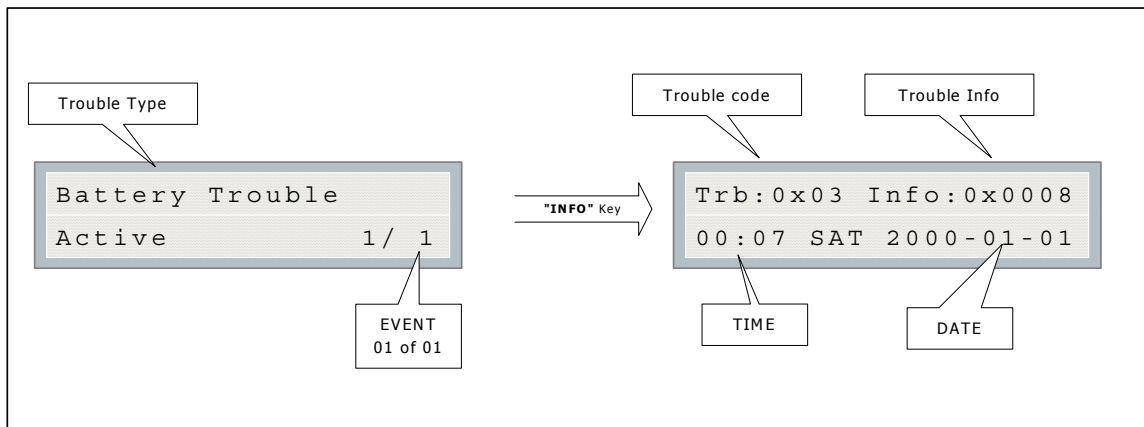 Trouble Type
Battery Trouble
Active 1/ 1
EVENT
01 of 01
"INFO" Key
Trouble code
Trouble Info
Trb:0x03 Info:0x0008
00:07 SAT 2000-01-01
TIME
DATE